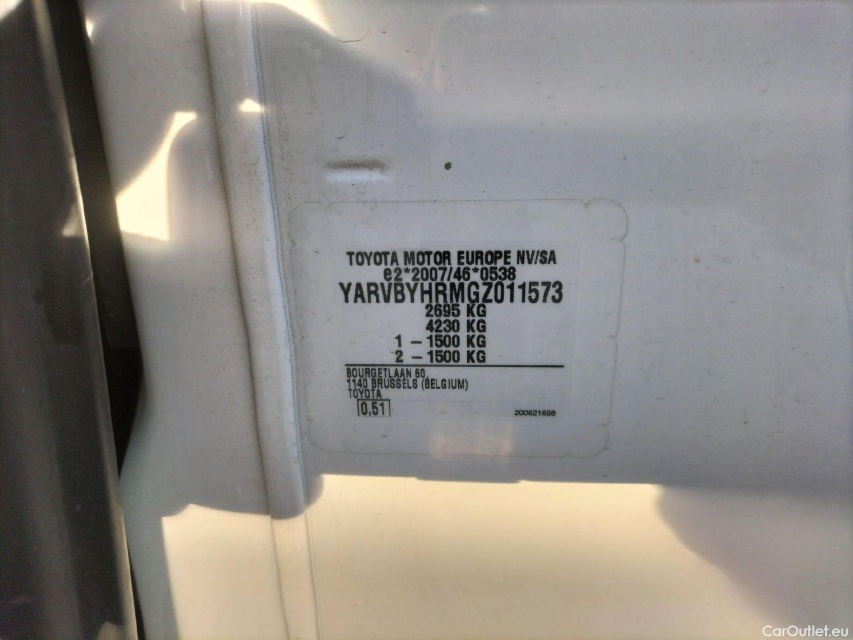 TOYOTA MOTOR EUROPE NV/SA
e2*2007/46*0538
YARVBYHRMGZ011573
2695 KG
4230 KG
1 - 1500 KG
2 - 1500 KG
BOURGETLAAN 60
1140 BRUSSELS (BELGIUM)
TOYOTA
0,51
200621698
CarOutlet.eu